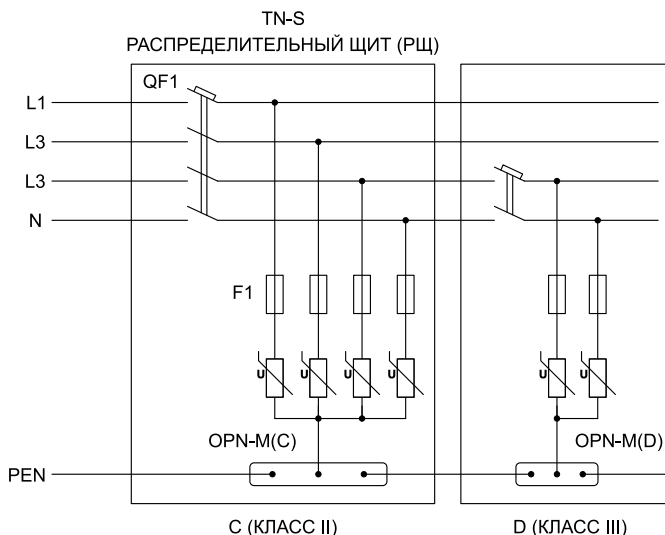 TN-S
РАСПРЕДЕЛИТЕЛЬНЫЙ ЩИТ (РЩ)
QF1
L1
L3
L3
N
F1
U U U U U U
OPN-M(C) OPN-M(D)
PEN
C (КЛАСС II) D (КЛАСС III)